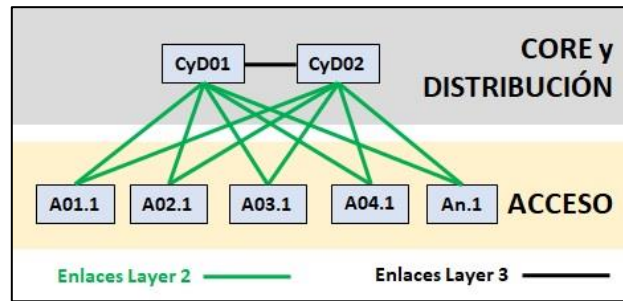 CyD01
CyD02
CORE y
DISTRIBUCIÓN
A01.1
A02.1
A03.1
A04.1
An.1
ACCESO
Enlaces Layer 2
Enlaces Layer 3